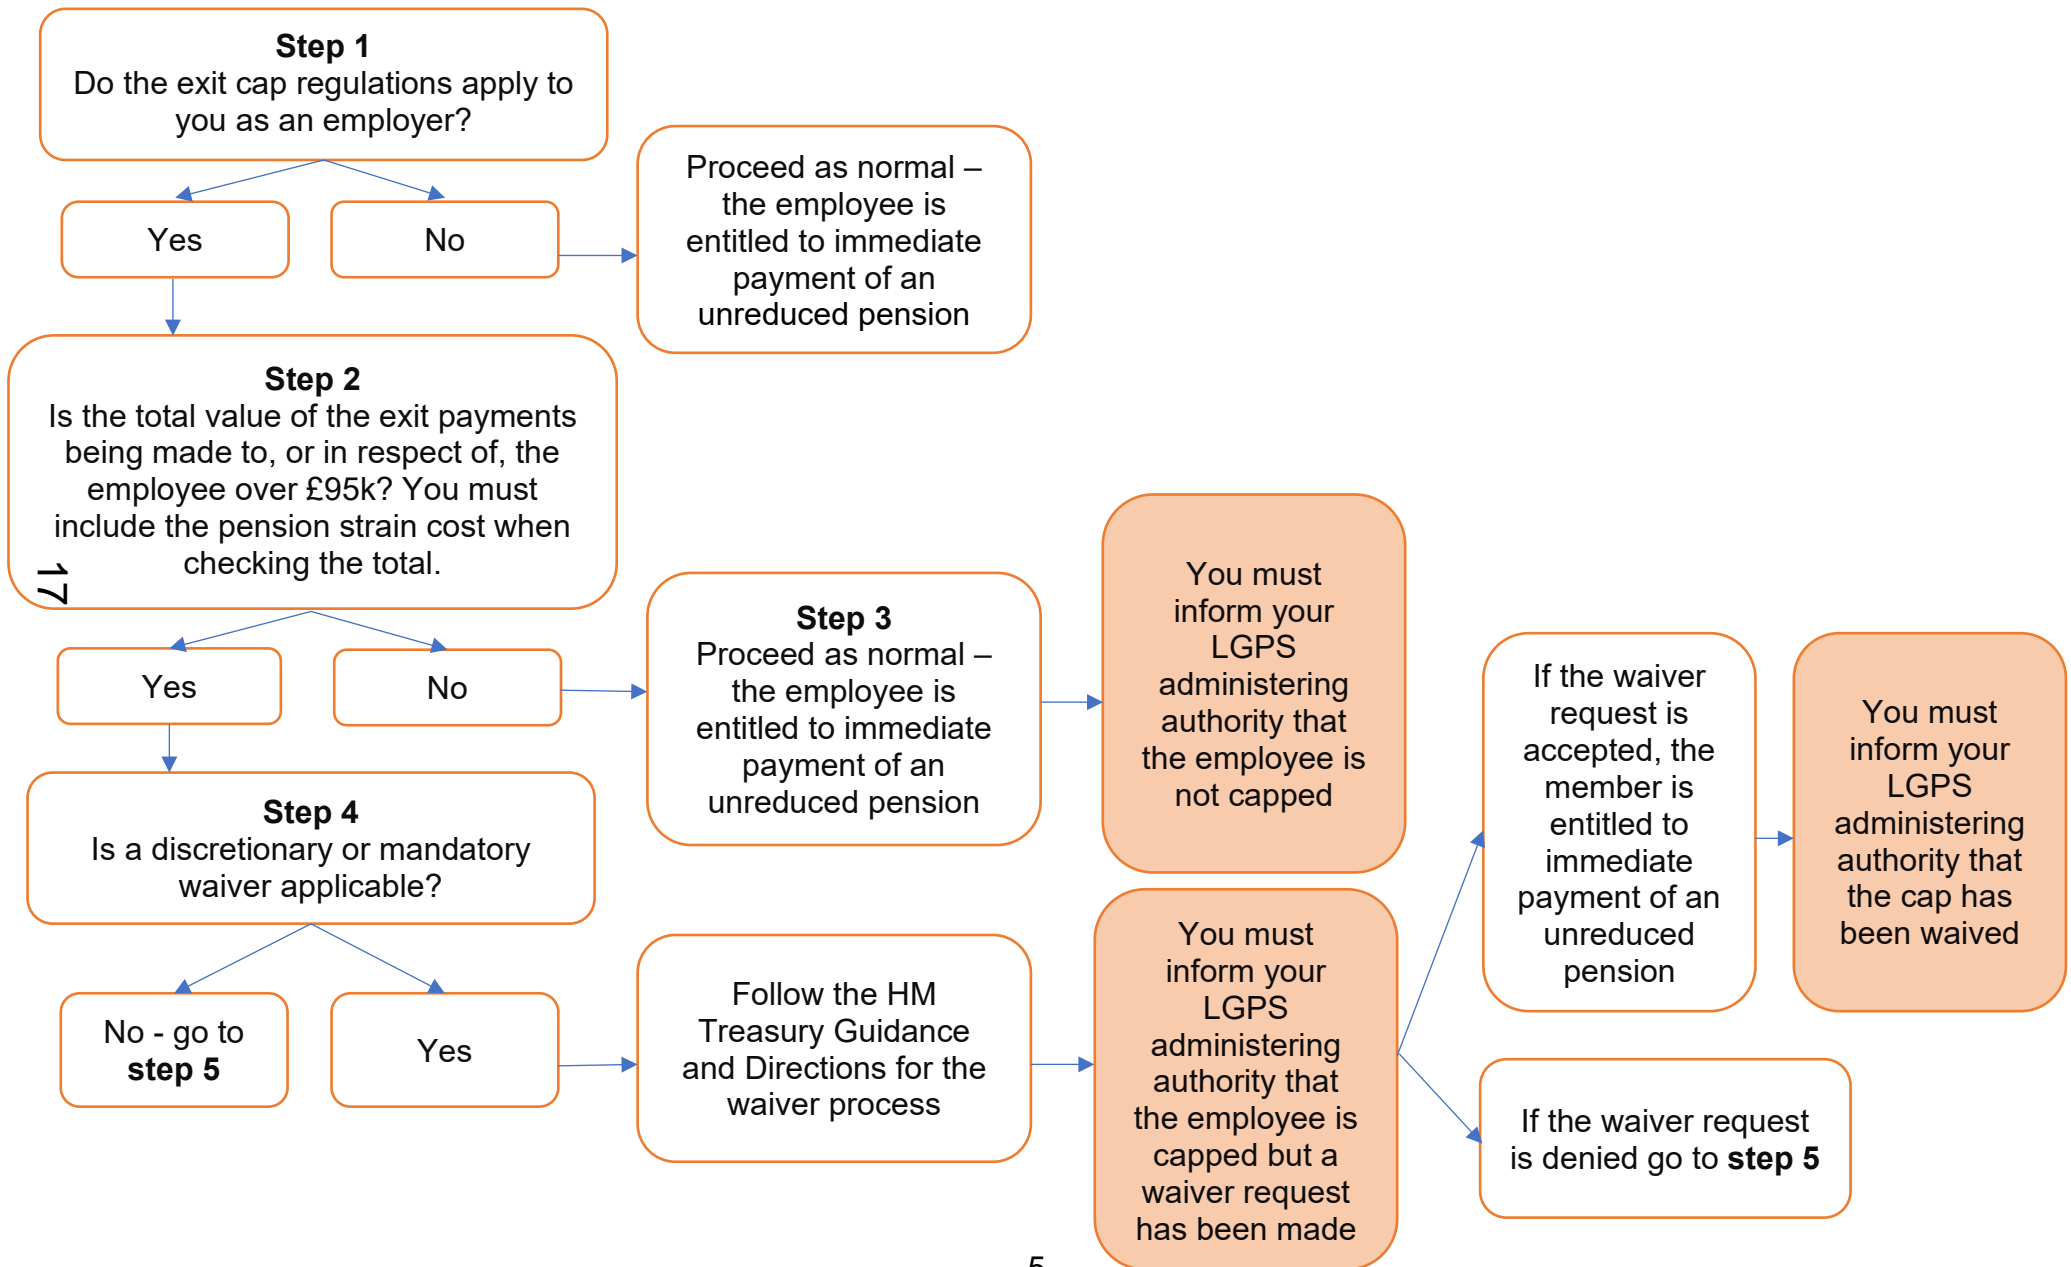 Step 1
Do the exit cap regulations apply to
you as an employer?
Yes
No
Proceed as normal –
the employee is
entitled to immediate
payment of an
unreduced pension
Step 2
Is the total value of the exit payments
being made to, or in respect of, the
employee over £95k? You must
include the pension strain cost when
checking the total.
17
Yes
No
Step 3
Proceed as normal –
the employee is
entitled to immediate
payment of an
unreduced pension
You must
inform your
LGPS
administering
authority that
the employee is
not capped
Step 4
Is a discretionary or mandatory
waiver applicable?
No - go to
step 5
Yes
Follow the HM
Treasury Guidance
and Directions for the
waiver process
You must
inform your
LGPS
administering
authority that
the employee is
capped but a
waiver request
has been made
If the waiver
request is
accepted, the
member is
entitled to
immediate
payment of an
unreduced
pension
You must
inform your
LGPS
administering
authority that
the cap has
been waived
If the waiver request
is denied go to step 5
5